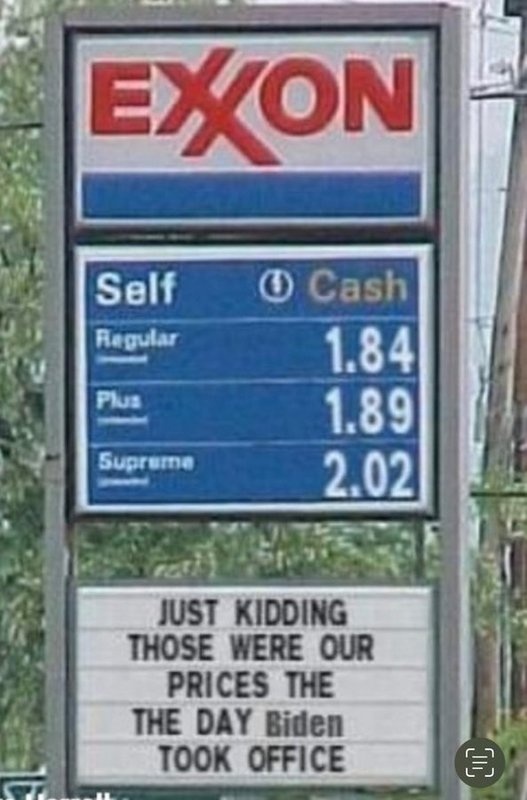 EXXON
Self Cash
Regular 1.84
Plus 1.89
Supreme 2.02
JUST KIDDING
THOSE WERE OUR
PRICES THE
THE DAY Biden
TOOK OFFICE